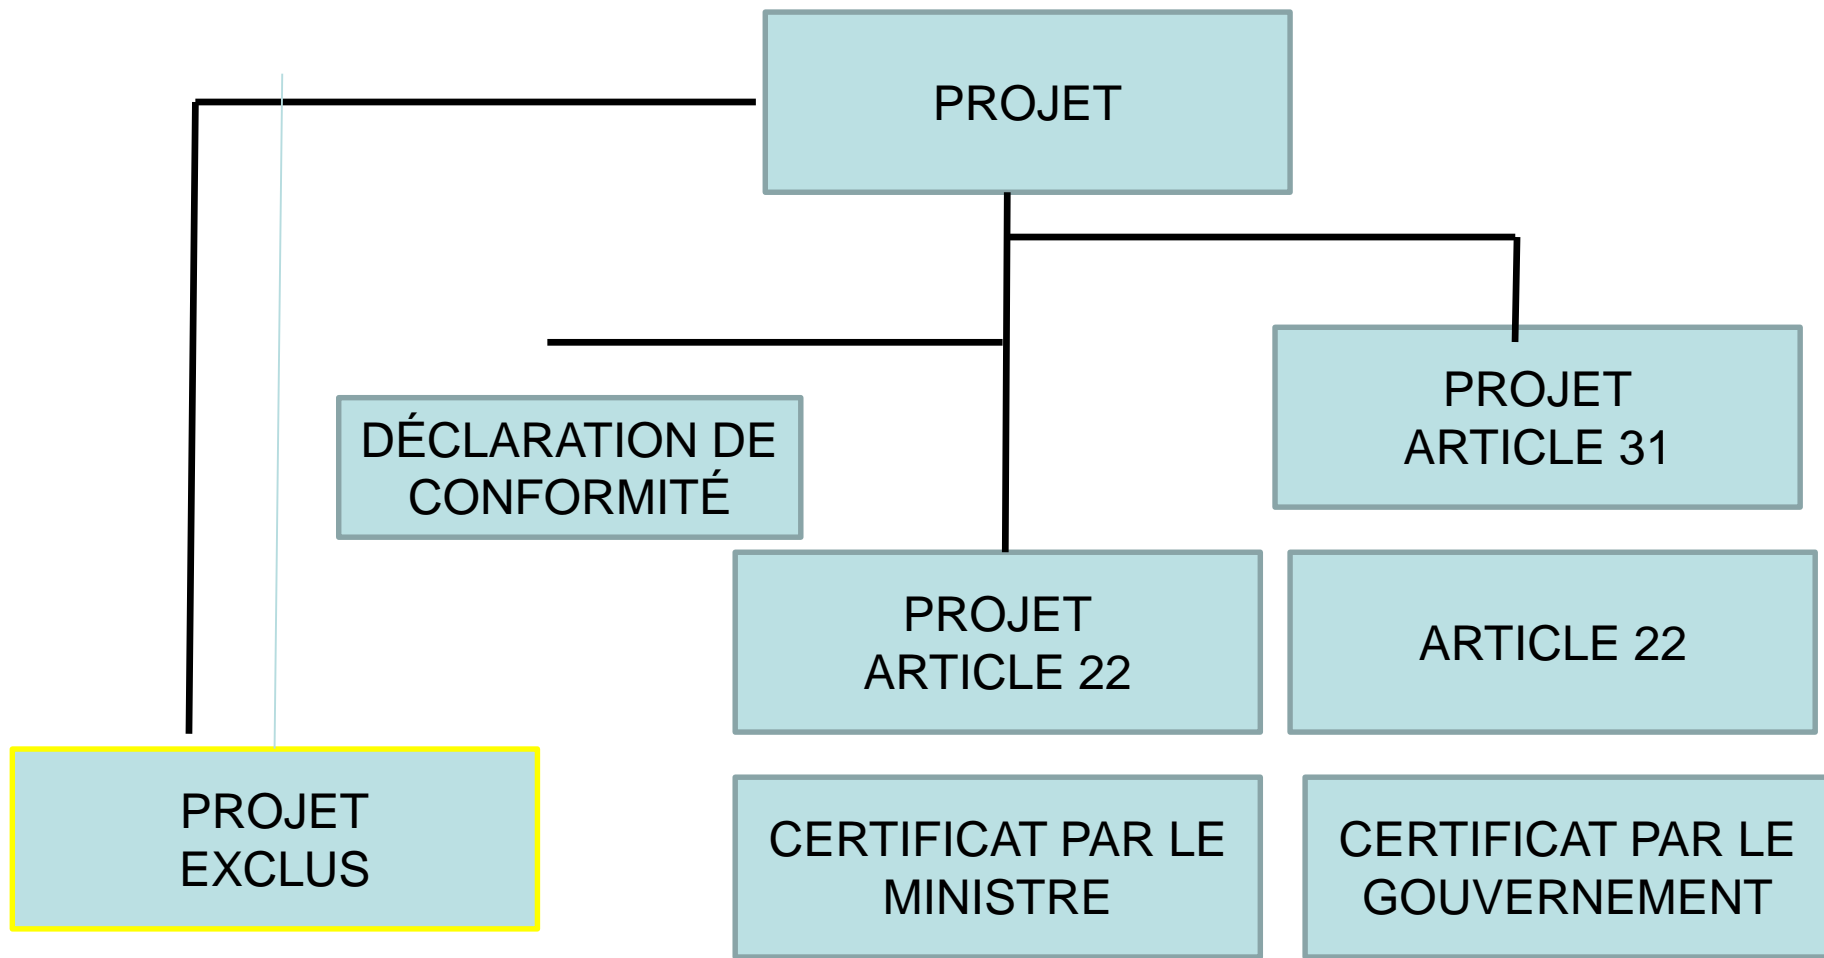 PROJET
PROJET
ARTICLE 31
DÉCLARATION DE
CONFORMITÉ
PROJET
ARTICLE 22
ARTICLE 22
PROJET
EXCLUS
CERTIFICAT PAR LE
MINISTRE
CERTIFICAT PAR LE
GOUVERNEMENT